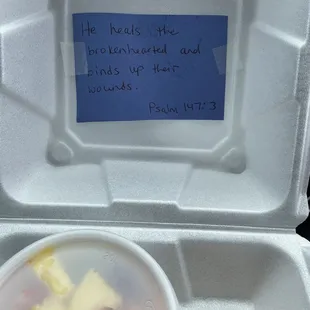 He heals the
brokenhearted and
binds up their
wounds.
Psalm 147:3